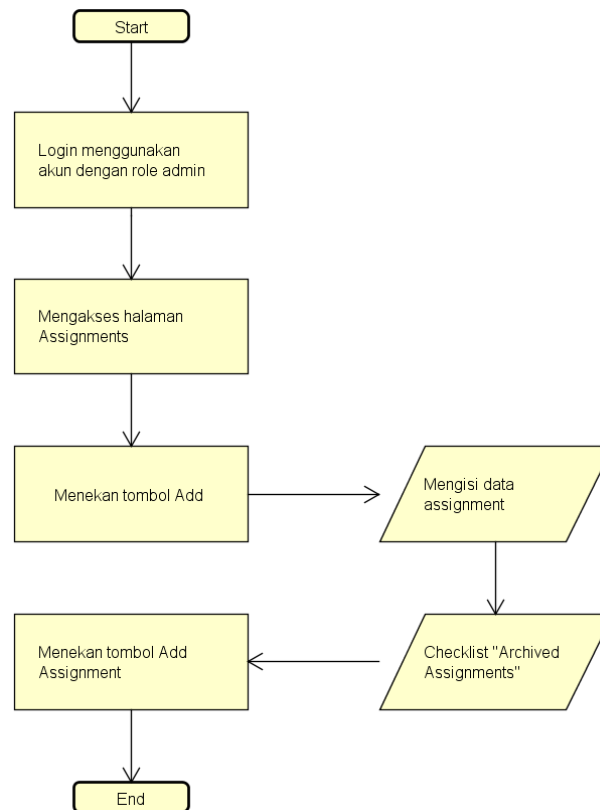 Start
Login menggunakan
akun dengan role admin
Mengakses halaman
Assignments
Menekan tombol Add
Mengisi data
assignment
Checklist "Archived
Assignments"
Menekan tombol Add
Assignment
End